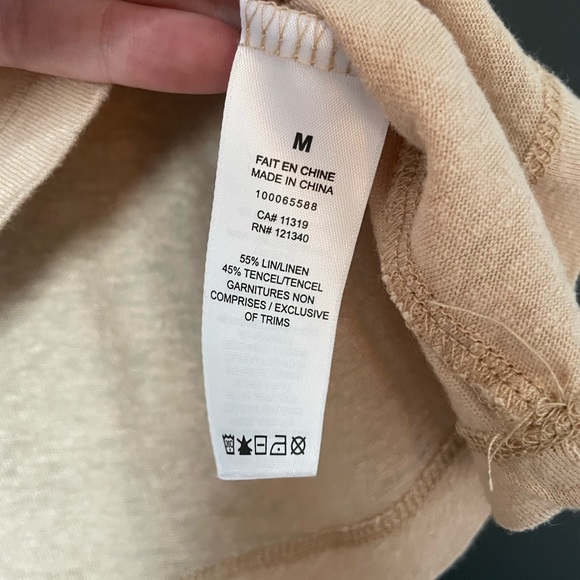 M
FAIT EN CHINE
MADE IN CHINA
100065588
CA# 11319
RN# 121340
55% LIN/LINEN
45% TENCEL/TENCEL
GARNITURES NON
COMPRISES / EXCLUSIVE
OF TRIMS